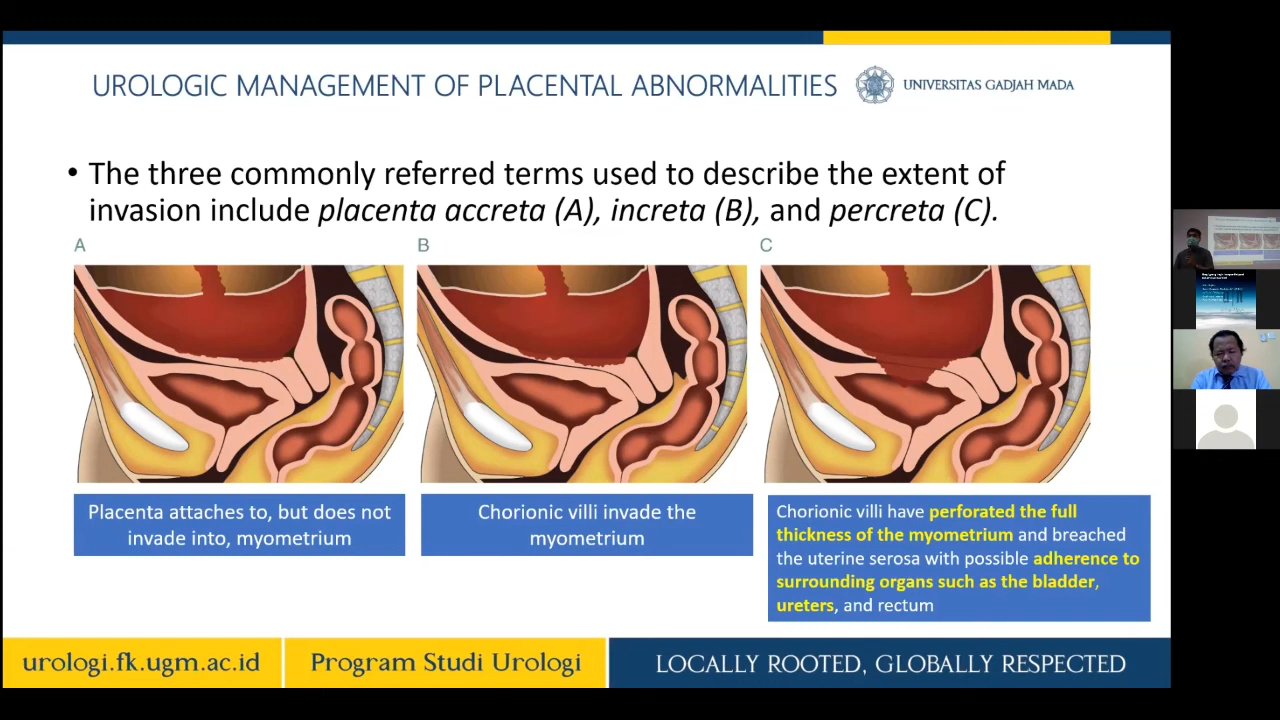 UROLOGIC MANAGEMENT OF PLACENTAL ABNORMALITIES
UNIVERSITAS GADJAH MADA
• The three commonly referred terms used to describe the extent of
invasion include placenta accreta (A), increta (B), and percreta (C).
A
B
C
Placenta attaches to, but does not
invade into, myometrium
Chorionic villi invade the
myometrium
Chorionic villi have perforated the full
thickness of the myometrium and breached
the uterine serosa with possible adherence to
surrounding organs such as the bladder,
ureters, and rectum
urologi.fk.ugm.ac.id
Program Studi Urologi
LOCALLY ROOTED, GLOBALLY RESPECTED